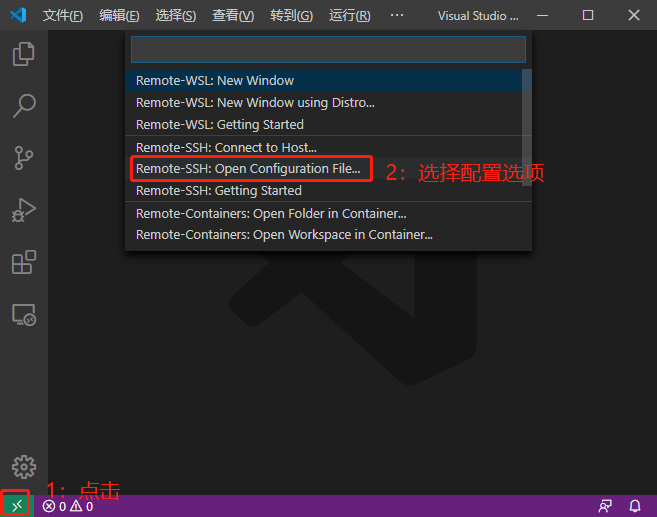 文件(F) 编辑(E) 选择(S) 查看(V) 转到(G) 运行(R) ··· Visual Studio ...
Remote-WSL: New Window
Remote-WSL: New Window using Distro...
Remote-WSL: Getting Started
Remote-SSH: Connect to Host...
Remote-SSH: Open Configuration File...
2：选择配置选项
Remote-SSH: Getting Started
Remote-Containers: Open Folder in Container...
Remote-Containers: Open Workspace in Container...
1：点击
0 0